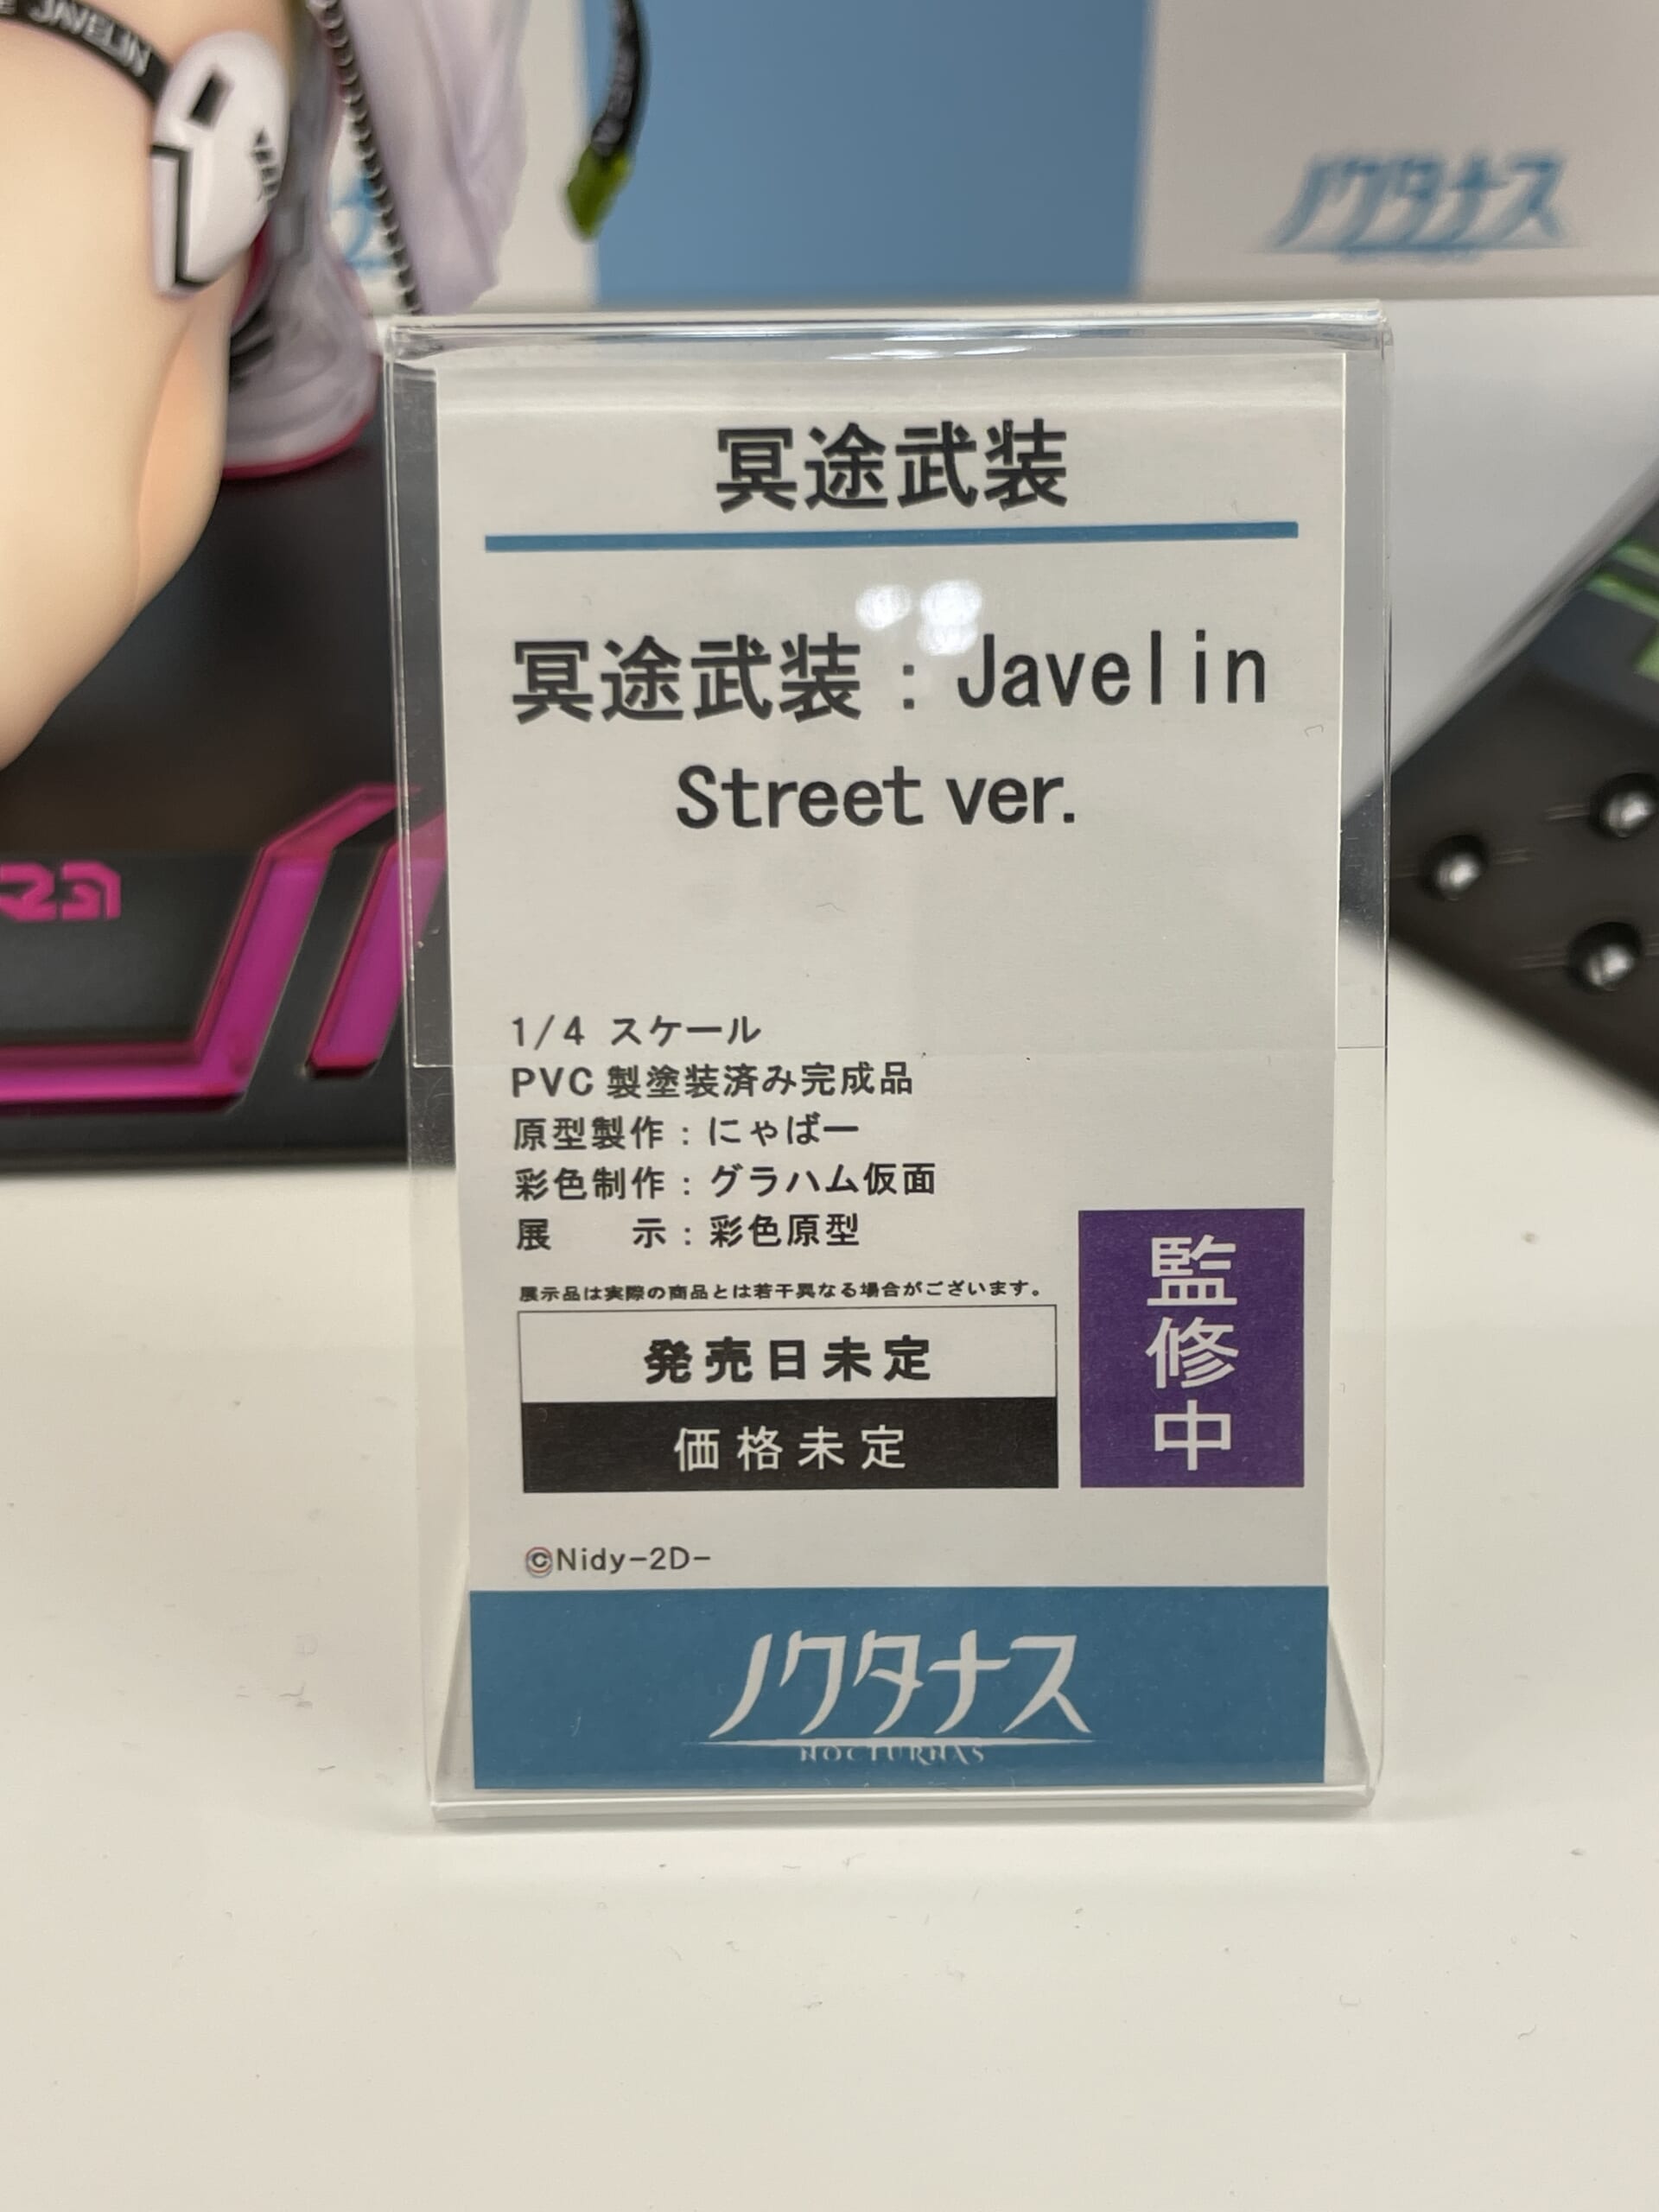 JAVELIN
ノクタナス
冥途武装
冥途武装：Javelin
Street ver.
1/4 スケール
PVC製塗装済み完成品
原型製作：にゃばー
彩色制作：グラハム仮面
展　　示：彩色原型
展示品は実際の商品とは若干異なる場合がございます。
発売日未定
価格未定
監修中
©Nidy-2D-
ノクタナス
NOCTURNAS